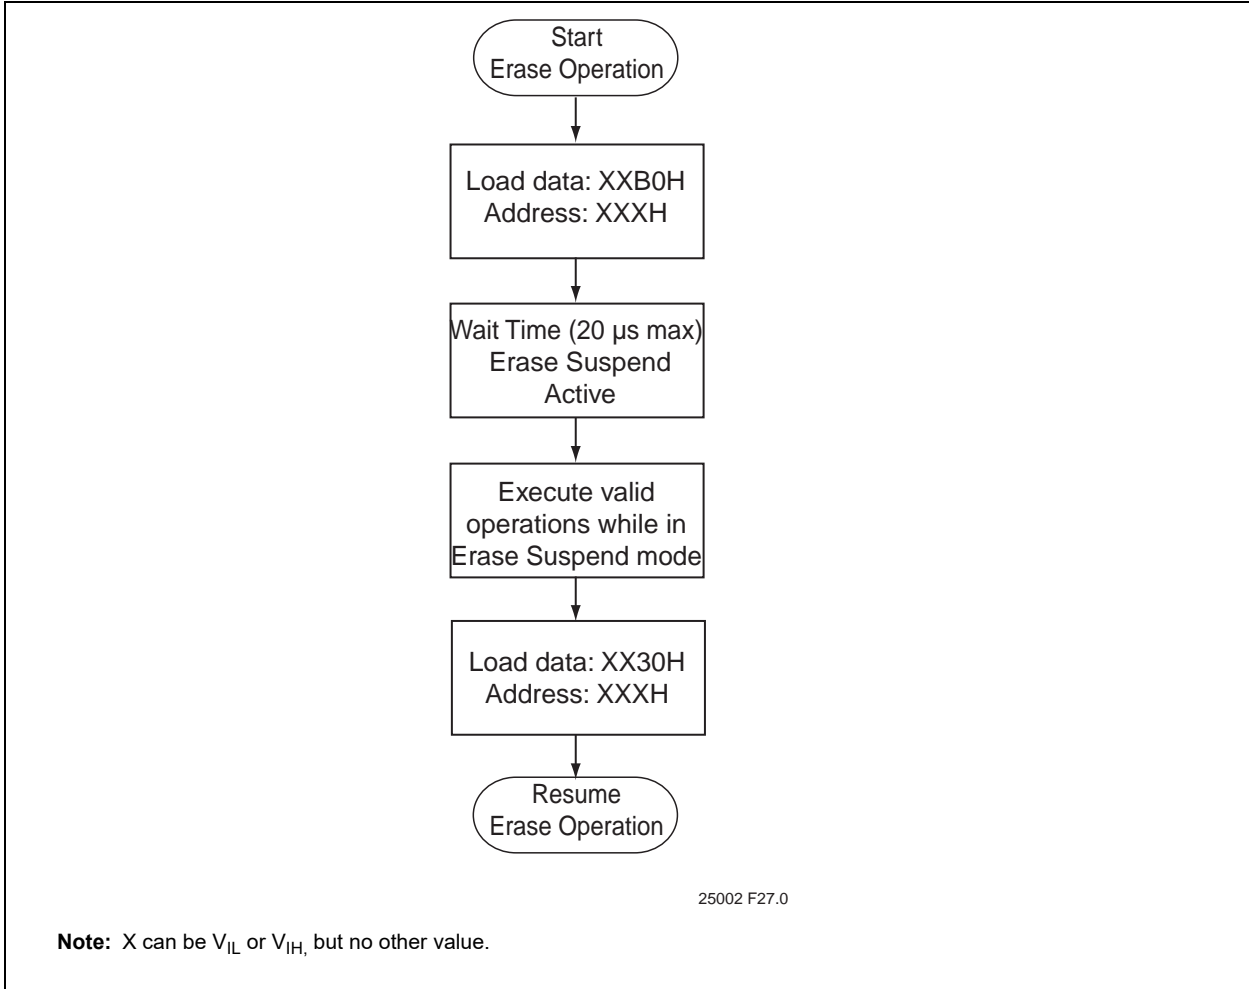 Start
Erase Operation
Load data: XXB0H
Address: XXXH
Wait Time (20 µs max)
Erase Suspend
Active
Execute valid
operations while in
Erase Suspend mode
Load data: XX30H
Address: XXXH
Resume
Erase Operation
25002 F27.0
Note: X can be VIL or VIH, but no other value.